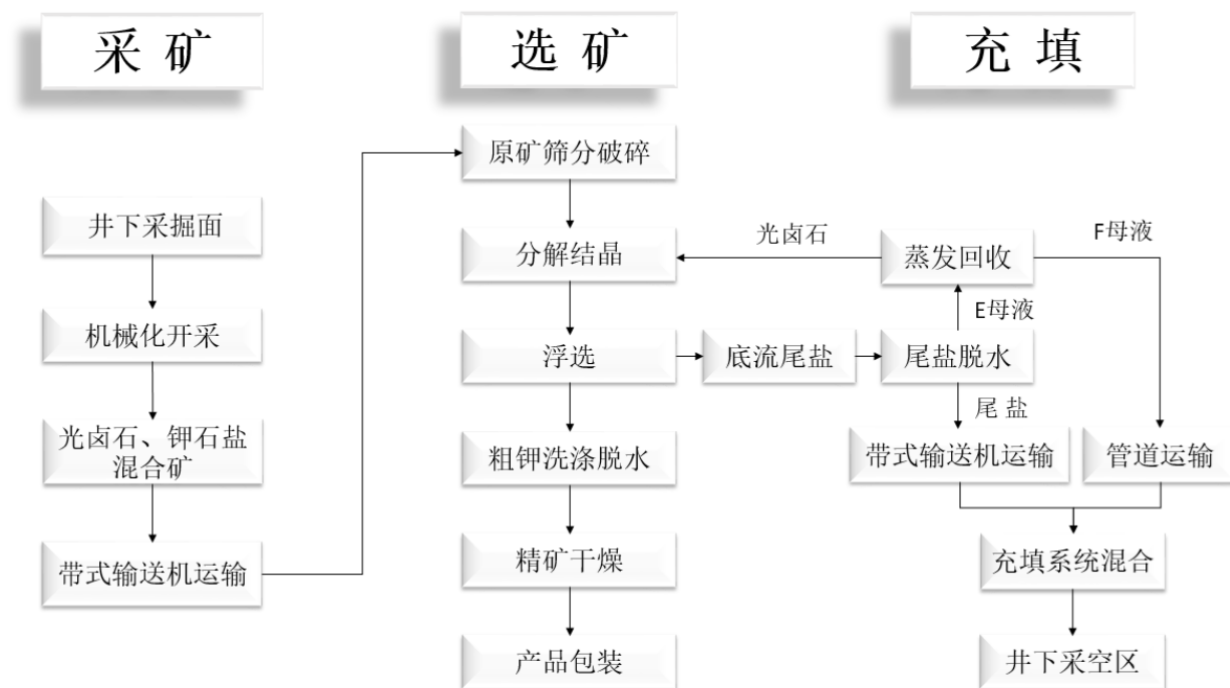 采 矿
井下采掘面
机械化开采
光卤石、钾石盐
混合矿
带式输送机运输
选 矿
原矿筛分破碎
分解结晶
浮选
粗钾洗涤脱水
精矿干燥
产品包装
充 填
光卤石
蒸发回收
F母液
E母液
底流尾盐
尾盐脱水
尾 盐
带式输送机运输
管道运输
充填系统混合
井下采空区